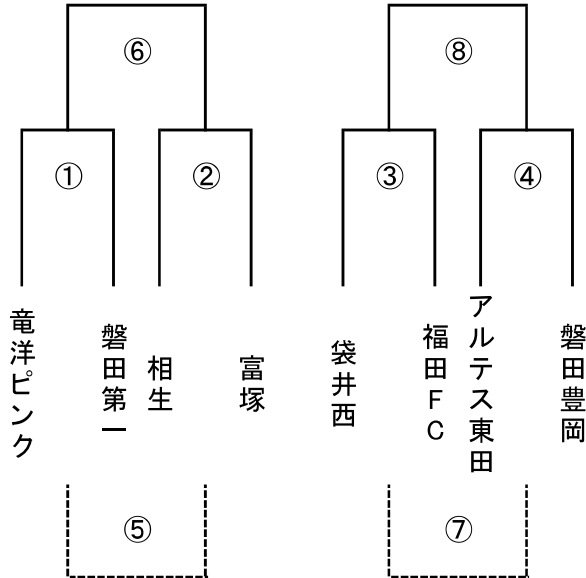 ⑥ ⑧
① ② ③ ④
竜洋ピンク
磐田第一
相生
富塚
袋井西
福田FC
アルテス東田
磐田豊岡
⑤ ⑦